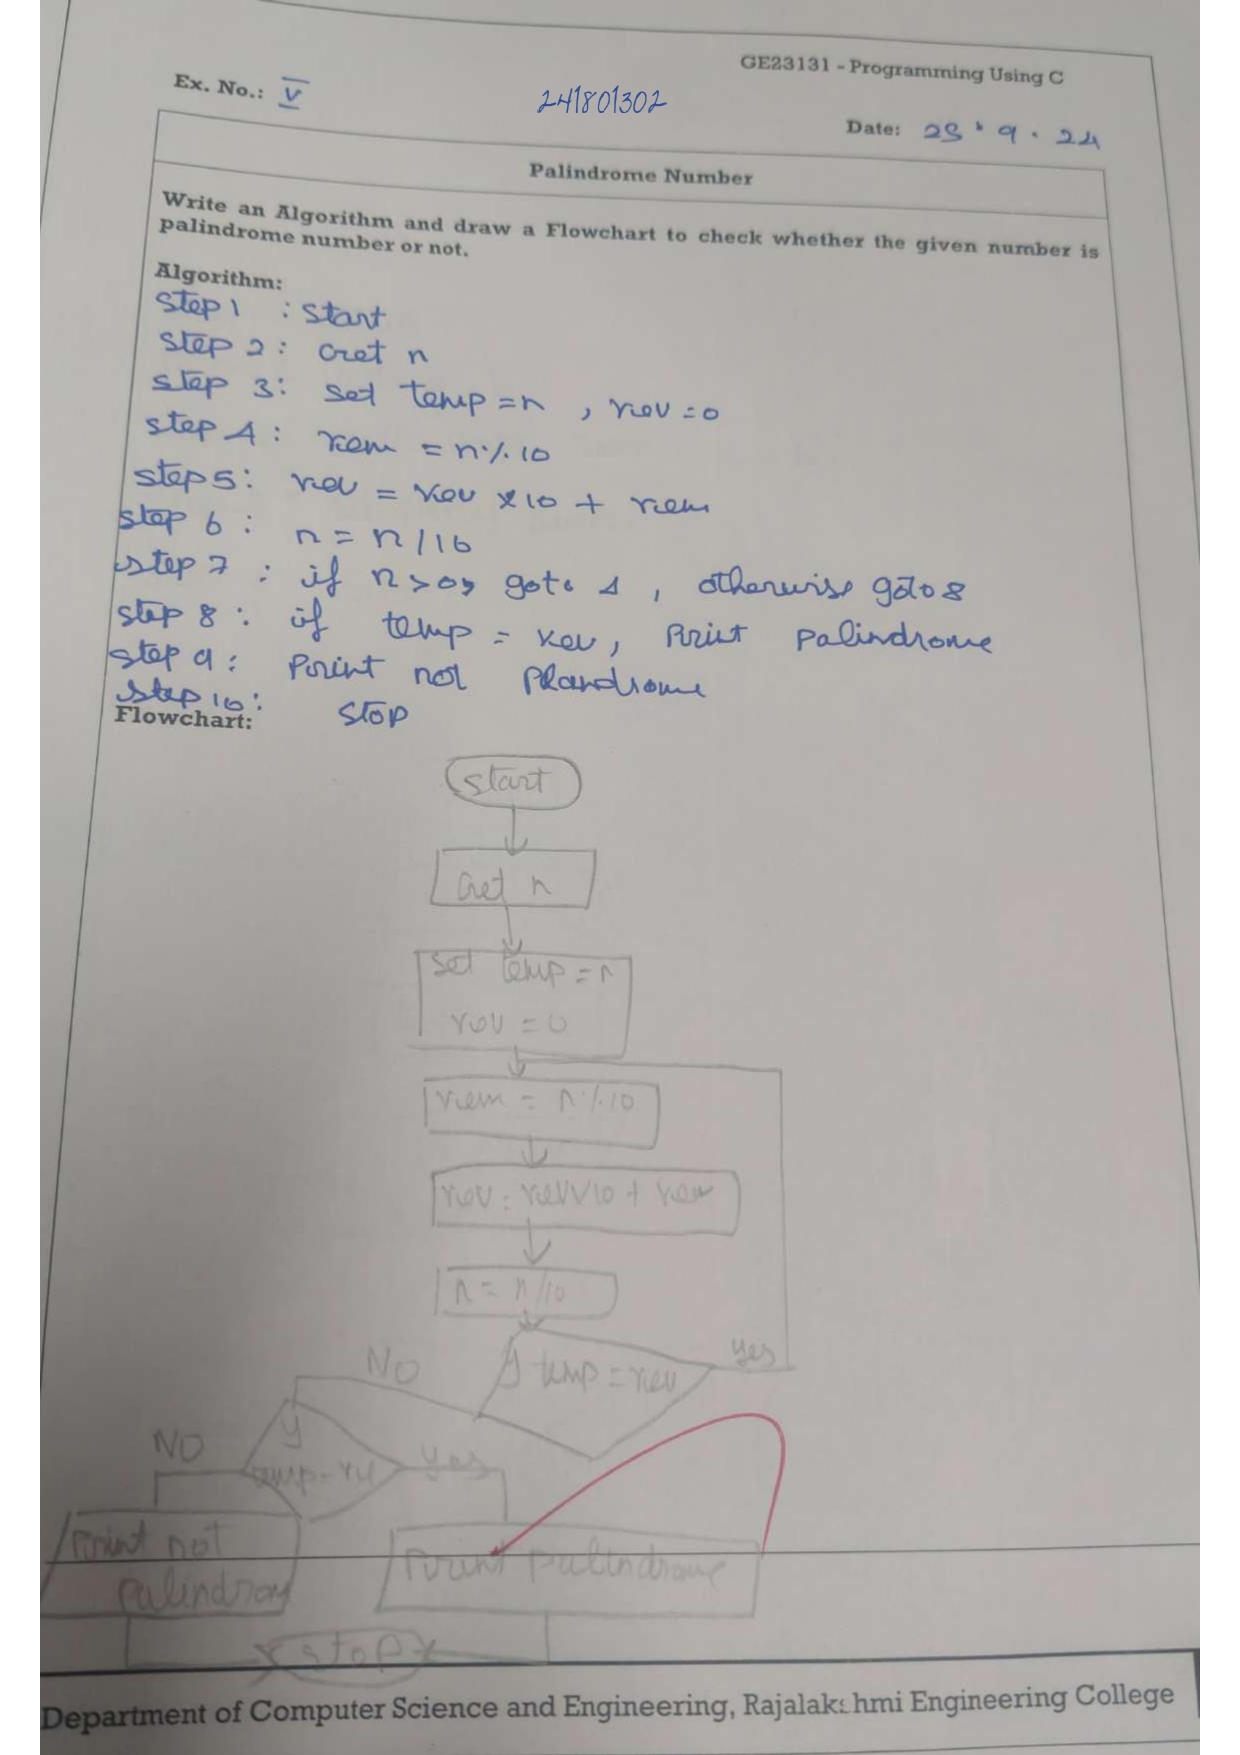 GE23131 - Programming Using C
Ex. No.: V
241801302
Date: 25.9.24
Palindrome Number
Write an Algorithm and draw a Flowchart to check whether the given number is
palindrome number or not.
Algorithm:
Step 1 : Start
Step 2 : Get n
Step 3: Set temp=n , rev=0
Step 4 : rem = n%10
Step 5: rev = rev x 10 + rem
Step 6 : n = n/10
Step 7 : if n>0, goto 4 , otherwise goto 8
Step 8 : if temp = rev, Print palindrome
Step 9: Print not Plandrome
Step 10: Stop
Flowchart:
Start
Get n
Set temp=n
rev=0
rem = n%10
rev = rev x 10 + rem
n = n/10
NO
if temp = rev
yes
NO
if
temp=rev
yes
Print not
palindrom
Print palindrome
Stop
Department of Computer Science and Engineering, Rajalakshmi Engineering College